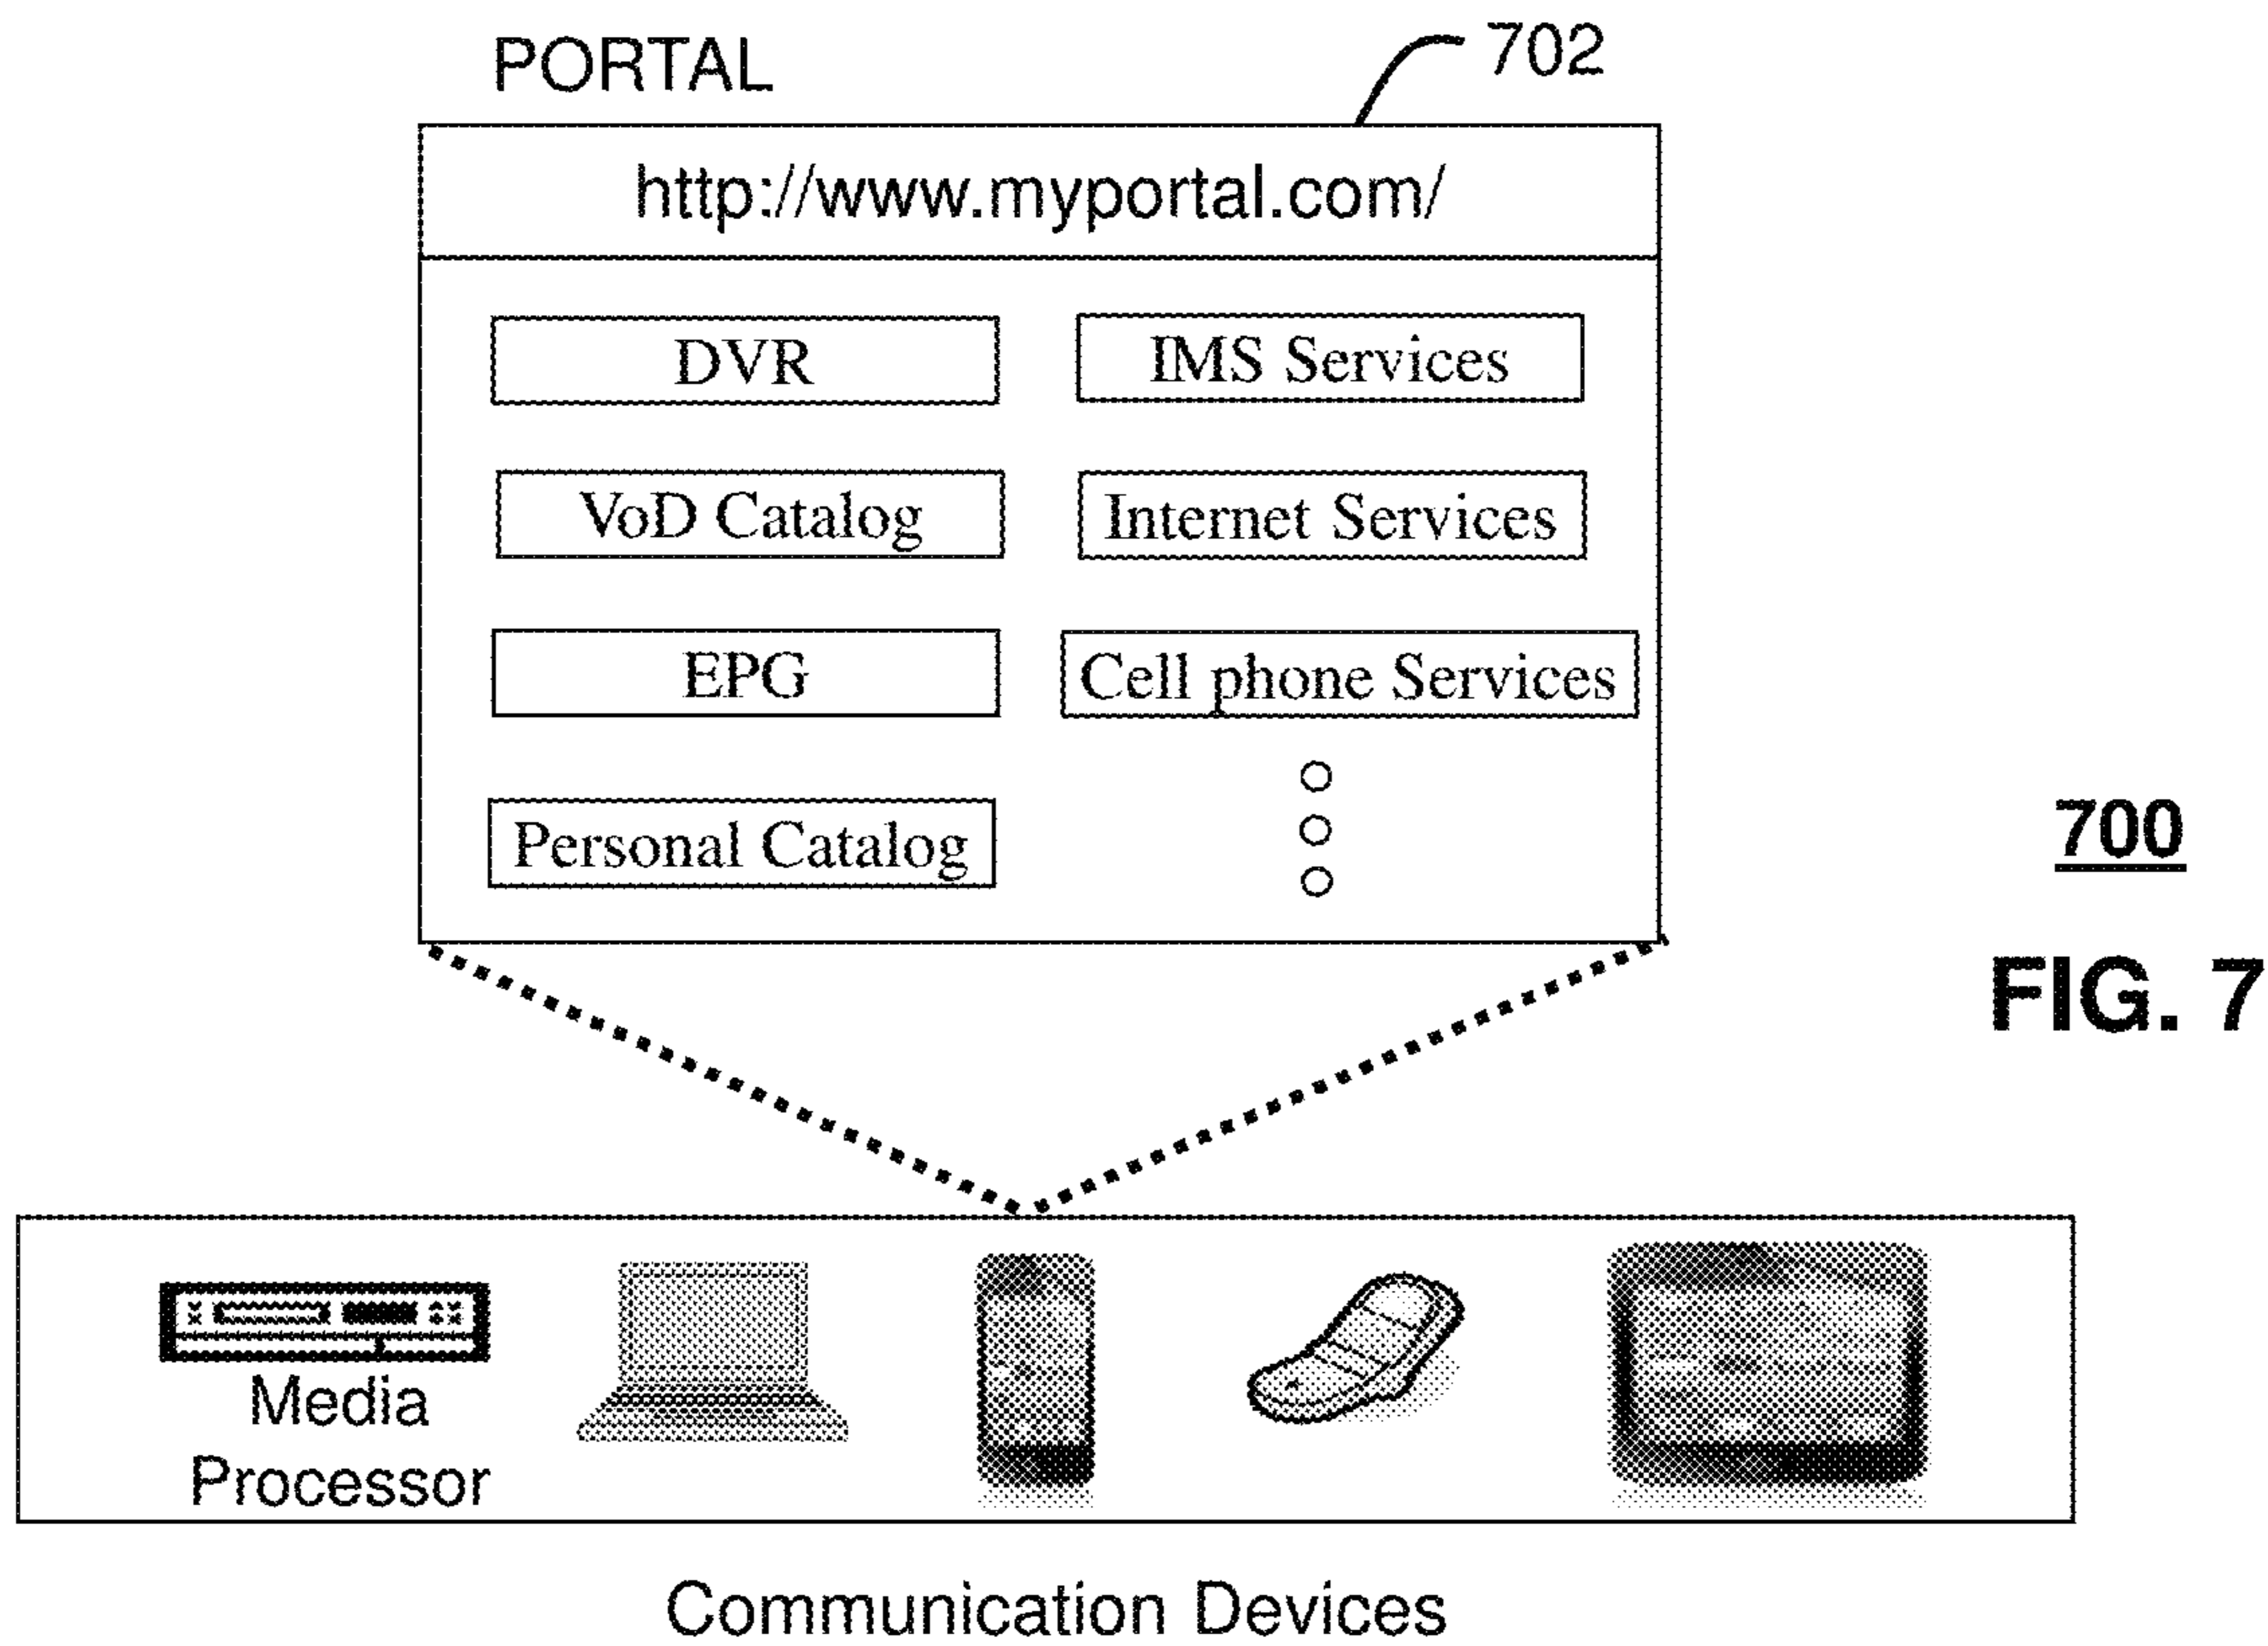 PORTAL
702
http://www.myportal.com/
DVR
IMS Services
VoD Catalog
Internet Services
EPG
Cell phone Services
Personal Catalog
700
FIG. 7
Media
Processor
Communication Devices